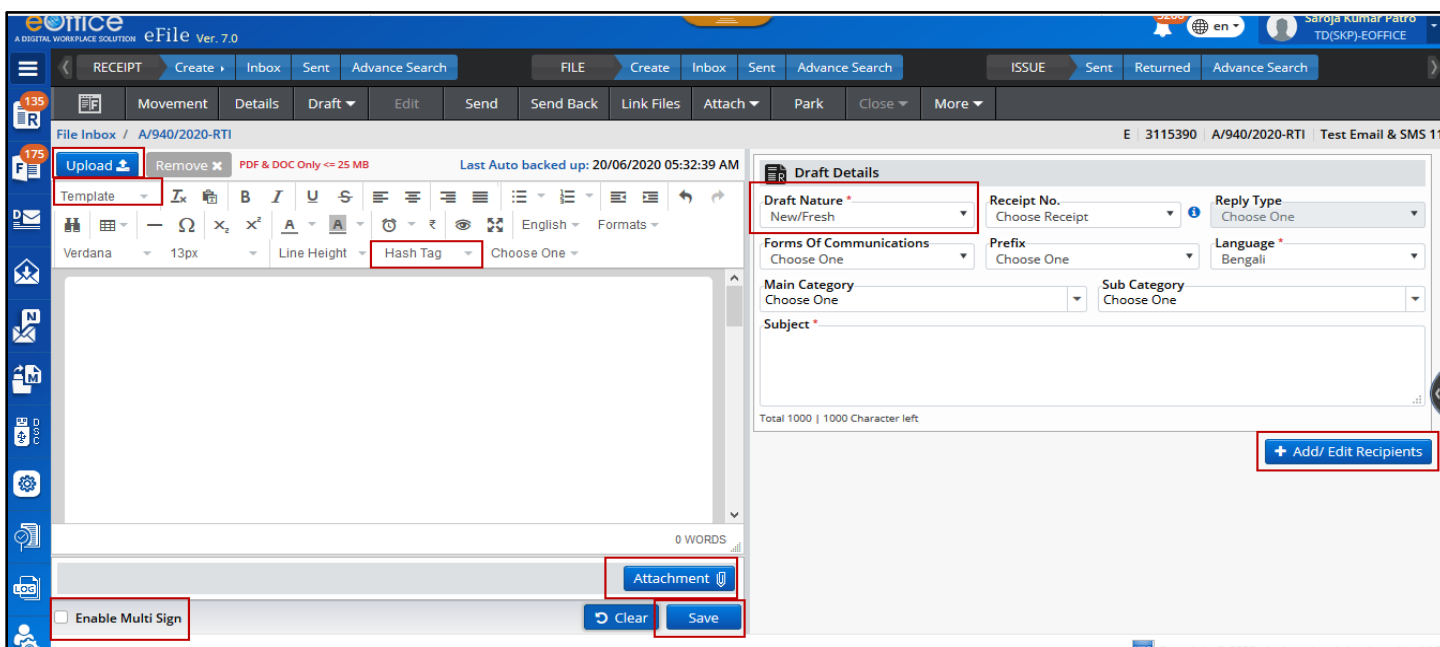 eOffice
A DIGITAL WORKPLACE SOLUTION eFile Ver. 7.0
3268 en Saroja Kumar Patro
TD(SKP)-EOFFICE
RECEIPT Create Inbox Sent Advance Search FILE Create Inbox Sent Advance Search ISSUE Sent Returned Advance Search
Movement Details Draft Edit Send Send Back Link Files Attach Park Close More
File Inbox / A/940/2020-RTI E 3115390 A/940/2020-RTI Test Email & SMS 11
135
R
175
F
D
N
M
DSC
LOG
Upload Remove × PDF & DOC Only <= 25 MB Last Auto backed up: 20/06/2020 05:32:39 AM
Template Ix B I U S
Ω x₂ x² A A ₹ English Formats
Verdana 13px Line Height Hash Tag Choose One
0 WORDS
Attachment
Enable Multi Sign Clear Save
Draft Details
Draft Nature * Receipt No. Reply Type
New/Fresh Choose Receipt Choose One
Forms Of Communications Prefix Language *
Choose One Choose One Bengali
Main Category Sub Category
Choose One Choose One
Subject *
Total 1000 | 1000 Character left
+ Add/ Edit Recipients